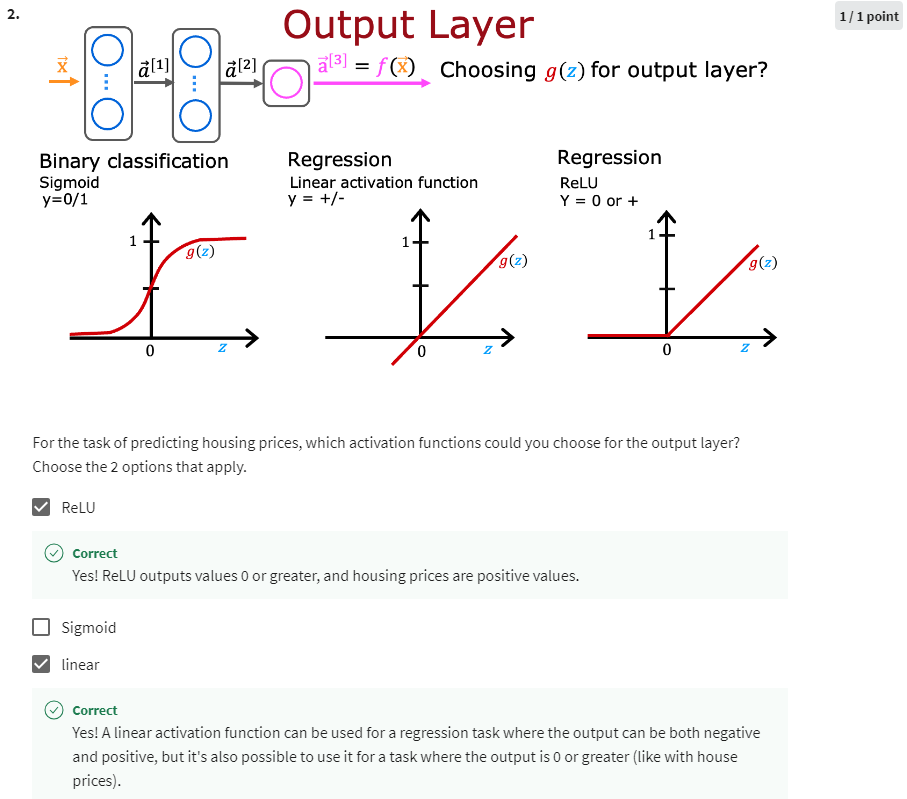 2.
1 / 1 point
Output Layer
x⃗
a⃗[1]
a⃗[2]
a⃗[3] = f(x⃗) Choosing g(z) for output layer?
Binary classification
Sigmoid
y=0/1
1
g(z)
0
z
Regression
Linear activation function
y = +/-
1
g(z)
0
z
Regression
ReLU
Y = 0 or +
1
g(z)
0
z
For the task of predicting housing prices, which activation functions could you choose for the output layer?
Choose the 2 options that apply.
ReLU
Correct
Yes! ReLU outputs values 0 or greater, and housing prices are positive values.
Sigmoid
linear
Correct
Yes! A linear activation function can be used for a regression task where the output can be both negative
and positive, but it's also possible to use it for a task where the output is 0 or greater (like with house
prices).